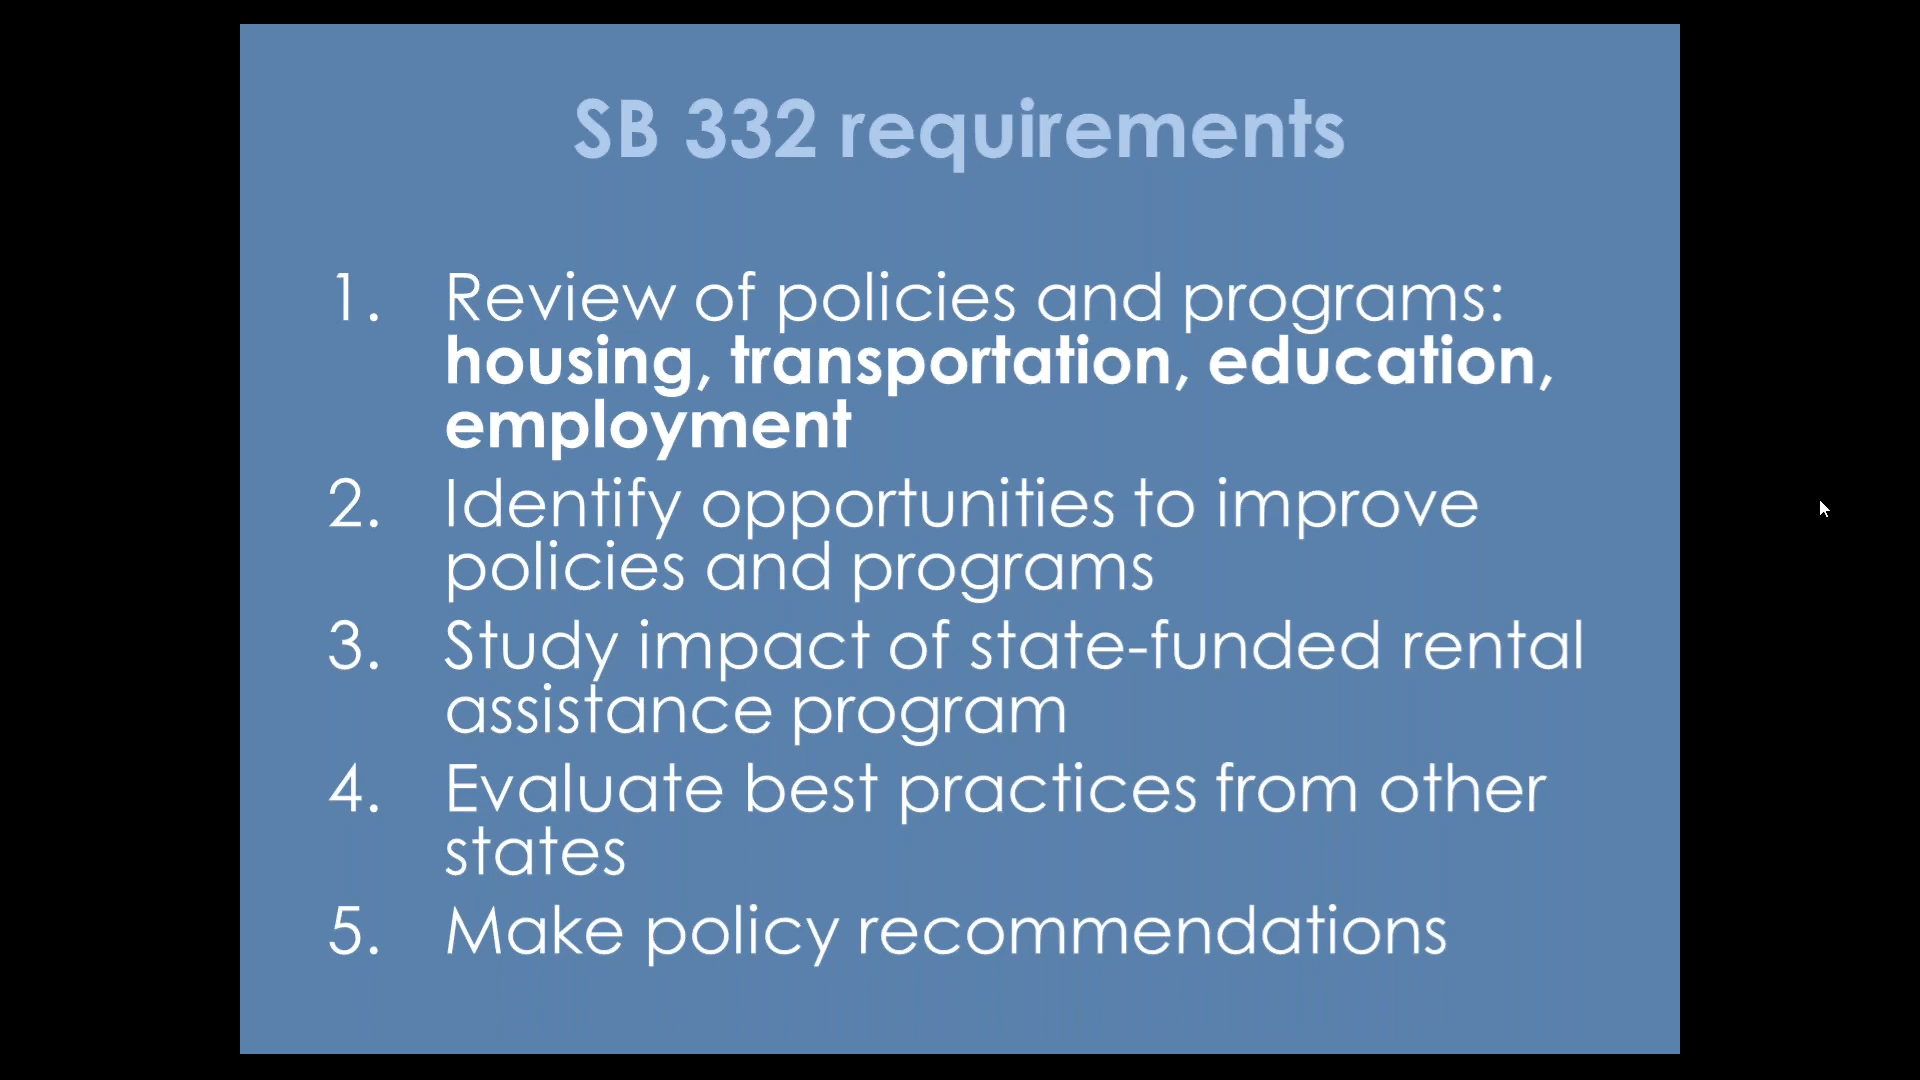 SB 332 requirements
1. Review of policies and programs:
housing, transportation, education,
employment
2. Identify opportunities to improve
policies and programs
3. Study impact of state-funded rental
assistance program
4. Evaluate best practices from other
states
5. Make policy recommendations